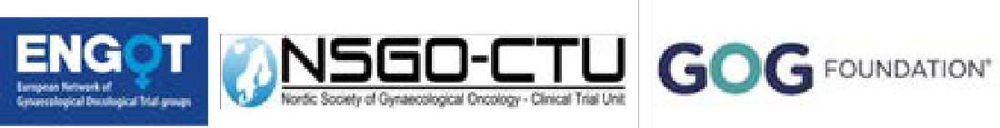 ENGOT
European Network of
Gynaecological Oncological Trial groups
NSGO-CTU
Nordic Society of Gynaecological Oncology - Clinical Trial Unit
GOG FOUNDATION®